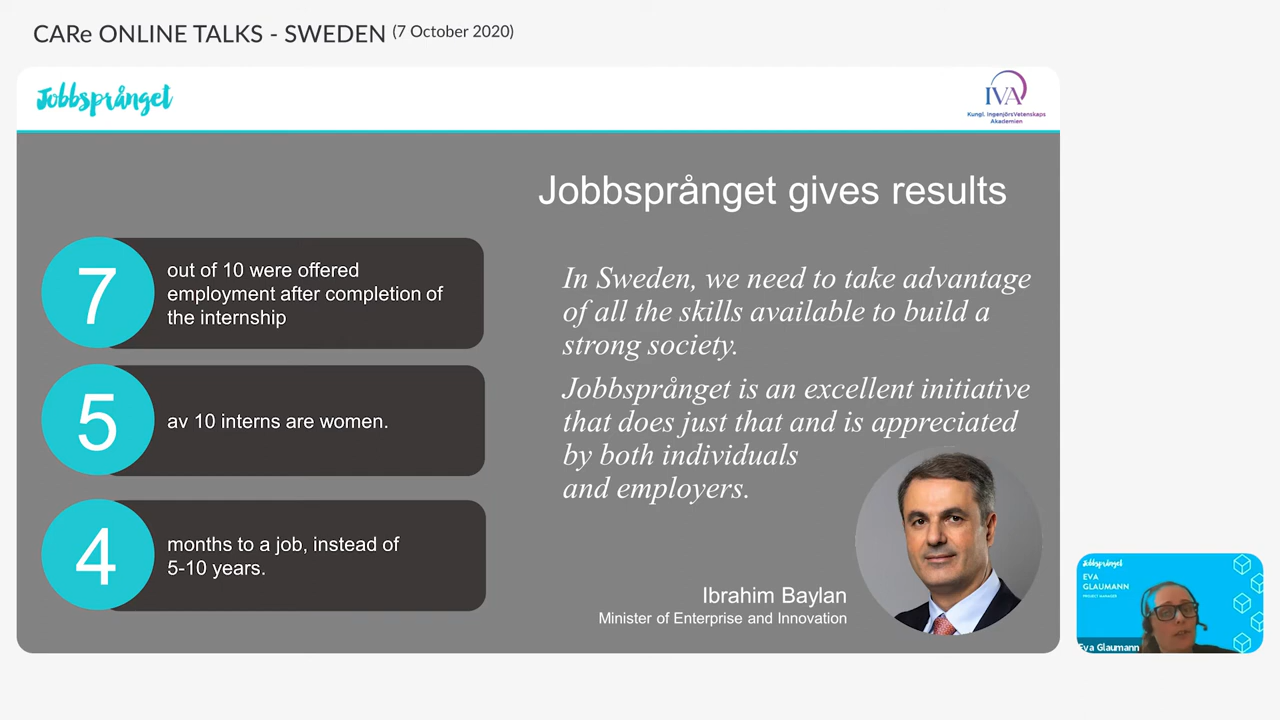 CARe ONLINE TALKS - SWEDEN (7 October 2020)
Jobbsprånget
IVA
Kungl. IngenjörsVetenskaps
Akademien
Jobbsprånget gives results
7
out of 10 were offered
employment after completion of
the internship
5
av 10 interns are women.
4
months to a job, instead of
5-10 years.
In Sweden, we need to take advantage
of all the skills available to build a
strong society.
Jobbsprånget is an excellent initiative
that does just that and is appreciated
by both individuals
and employers.
Ibrahim Baylan
Minister of Enterprise and Innovation
Jobbsprånget
EVA
GLAUMANN
PROJECT MANAGER
Eva Glaumann